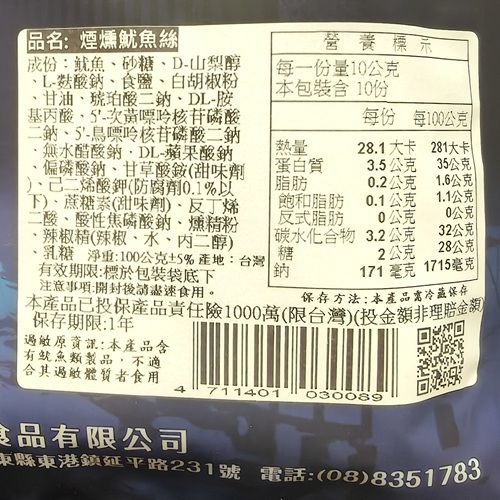 品名: 煙燻魷魚絲
成份：魷魚、砂糖、D-山梨醇
、L-麩酸鈉、食鹽、白胡椒粉
、甘油、琥珀酸二鈉、DL-胺
基丙酸、5'-次黃嘌呤核苷磷酸
二鈉、5'-鳥嘌呤核苷磷酸二鈉
、無水醋酸鈉、DL-蘋果酸鈉
、偏磷酸鈉、甘草酸銨(甜味劑
)、己二烯酸鉀(防腐劑0.1%以
下)、蔗糖素(甜味劑)、反丁烯
二酸、酸性焦磷酸鈉、燻精粉
、辣椒精(辣椒、水、丙二醇)
、乳糖 淨重:100公克±5% 產地：台灣
有效期限:標於包裝袋底下
注意事項:開封後請盡速食用。
營養標示
每一份量10公克
本包裝含 10份
每份 每100公克
熱量 28.1 大卡 281大卡
蛋白質 3.5 公克 35公克
脂肪 0.2 公克 1.6公克
飽和脂肪 0.1 公克 1.1公克
反式脂肪 0 公克 0公克
碳水化合物 3.2 公克 32公克
糖 2 公克 28公克
鈉 171 毫克 1715毫克
保存方法:本產品需冷藏保存
本產品已投保產品責任險1000萬(限台灣)(投金額非理賠金額)
保存期限:1年
過敏原資訊:本產品含
有魷魚類製品，不適
合其過敏體質者食用
4 711401 030089
食品有限公司
東縣東港鎮延平路231號 電話:(08)8351783